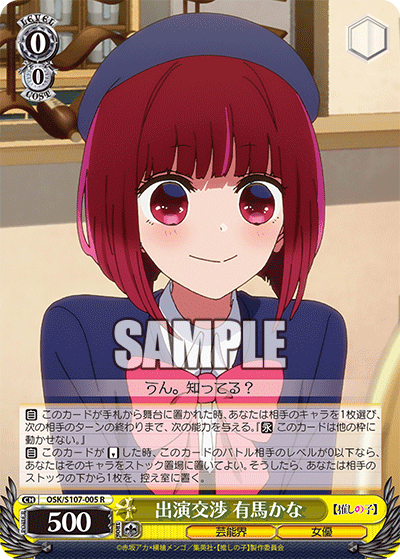 LEVEL
0
0
COST
SAMPLE
うん。知ってる?
自 このカードが手札から舞台に置かれた時、あなたは相手のキャラを1枚選び、
次の相手のターンの終わりまで、次の能力を与える。『永 このカードは他の枠に
動かせない。』
自 このカードが した時、このカードのバトル相手のレベルが0以下なら、
あなたはそのキャラをストック置場に置いてよい。そうしたら、あなたは相手の
ストックの下から1枚を、控え室に置く。
CH OSK/S107-005 R
500
出演交渉 有馬かな
【推しの子】
芸能界 女優
©赤坂アカ×横槍メンゴ/集英社・【推しの子】製作委員会